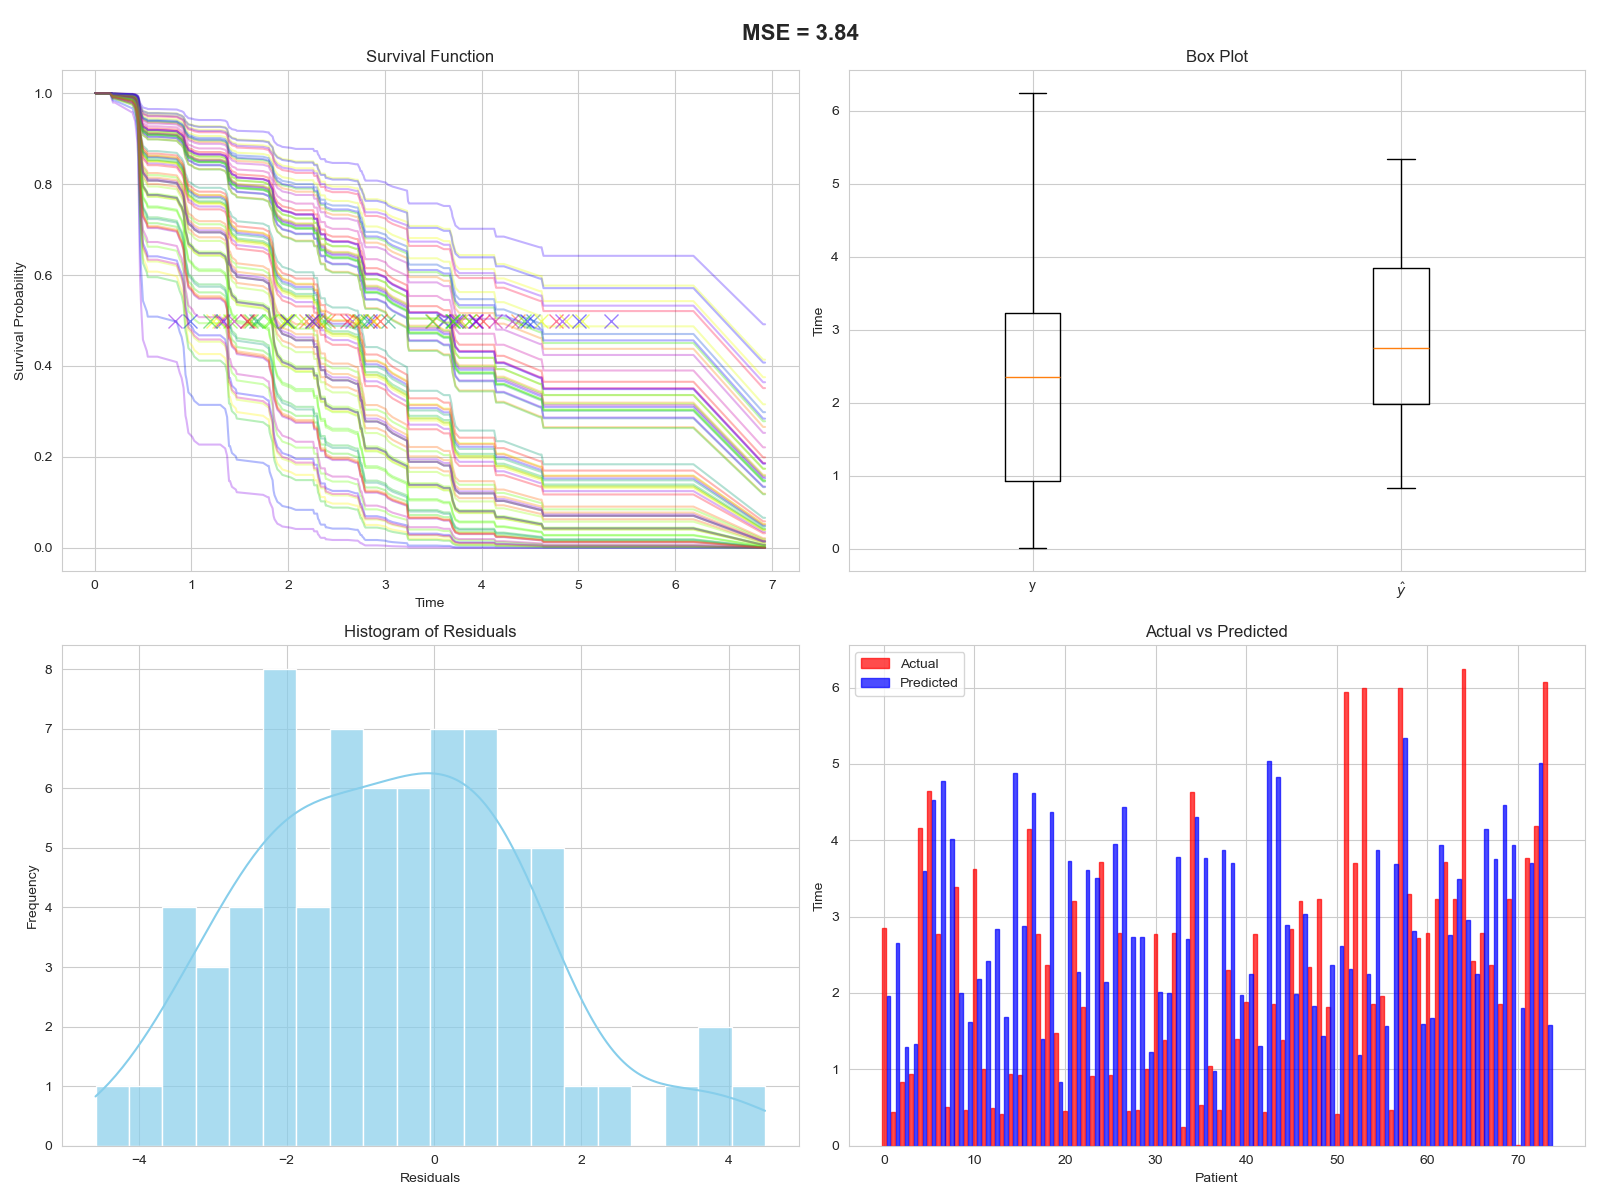 MSE = 3.84
Survival Function
Survival Probability
1.0
0.8
0.6
0.4
0.2
0.0
0 1 2 3 4 5 6 7
Time
Box Plot
Time
6
5
4
3
2
1
0
y ŷ
Histogram of Residuals
Frequency
8
7
6
5
4
3
2
1
0
−4 −2 0 2 4
Residuals
Actual vs Predicted
Actual
Predicted
Time
6
5
4
3
2
1
0
0 10 20 30 40 50 60 70
Patient